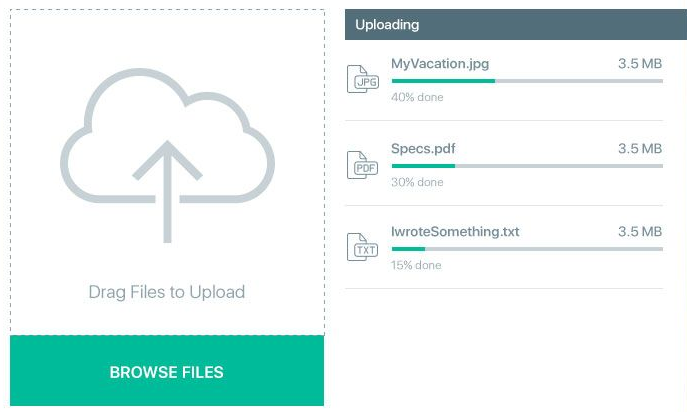 Drag Files to Upload
BROWSE FILES
Uploading
JPG
MyVacation.jpg 3.5 MB
40% done
PDF
Specs.pdf 3.5 MB
30% done
TXT
IwroteSomething.txt 3.5 MB
15% done